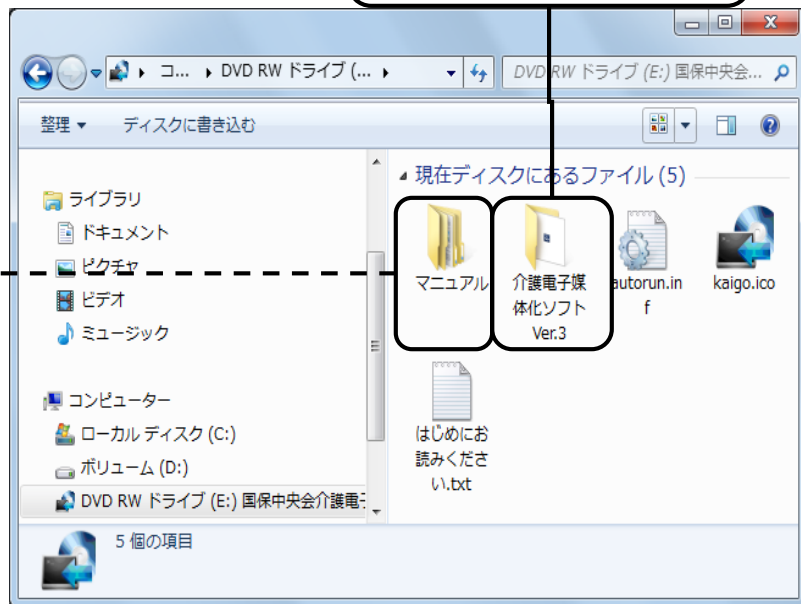 コ... DVD RW ドライブ (...
DVD RW ドライブ (E:) 国保中央会...
整理 ディスクに書き込む
ライブラリ
ドキュメント
ピクチャ
ビデオ
ミュージック
コンピューター
ローカル ディスク (C:)
ボリューム (D:)
DVD RW ドライブ (E:) 国保中央会介護電子
現在ディスクにあるファイル (5)
マニュアル
介護電子媒
体化ソフト
Ver.3
autorun.in
f
kaigo.ico
はじめにお
読みくださ
い.txt
5 個の項目